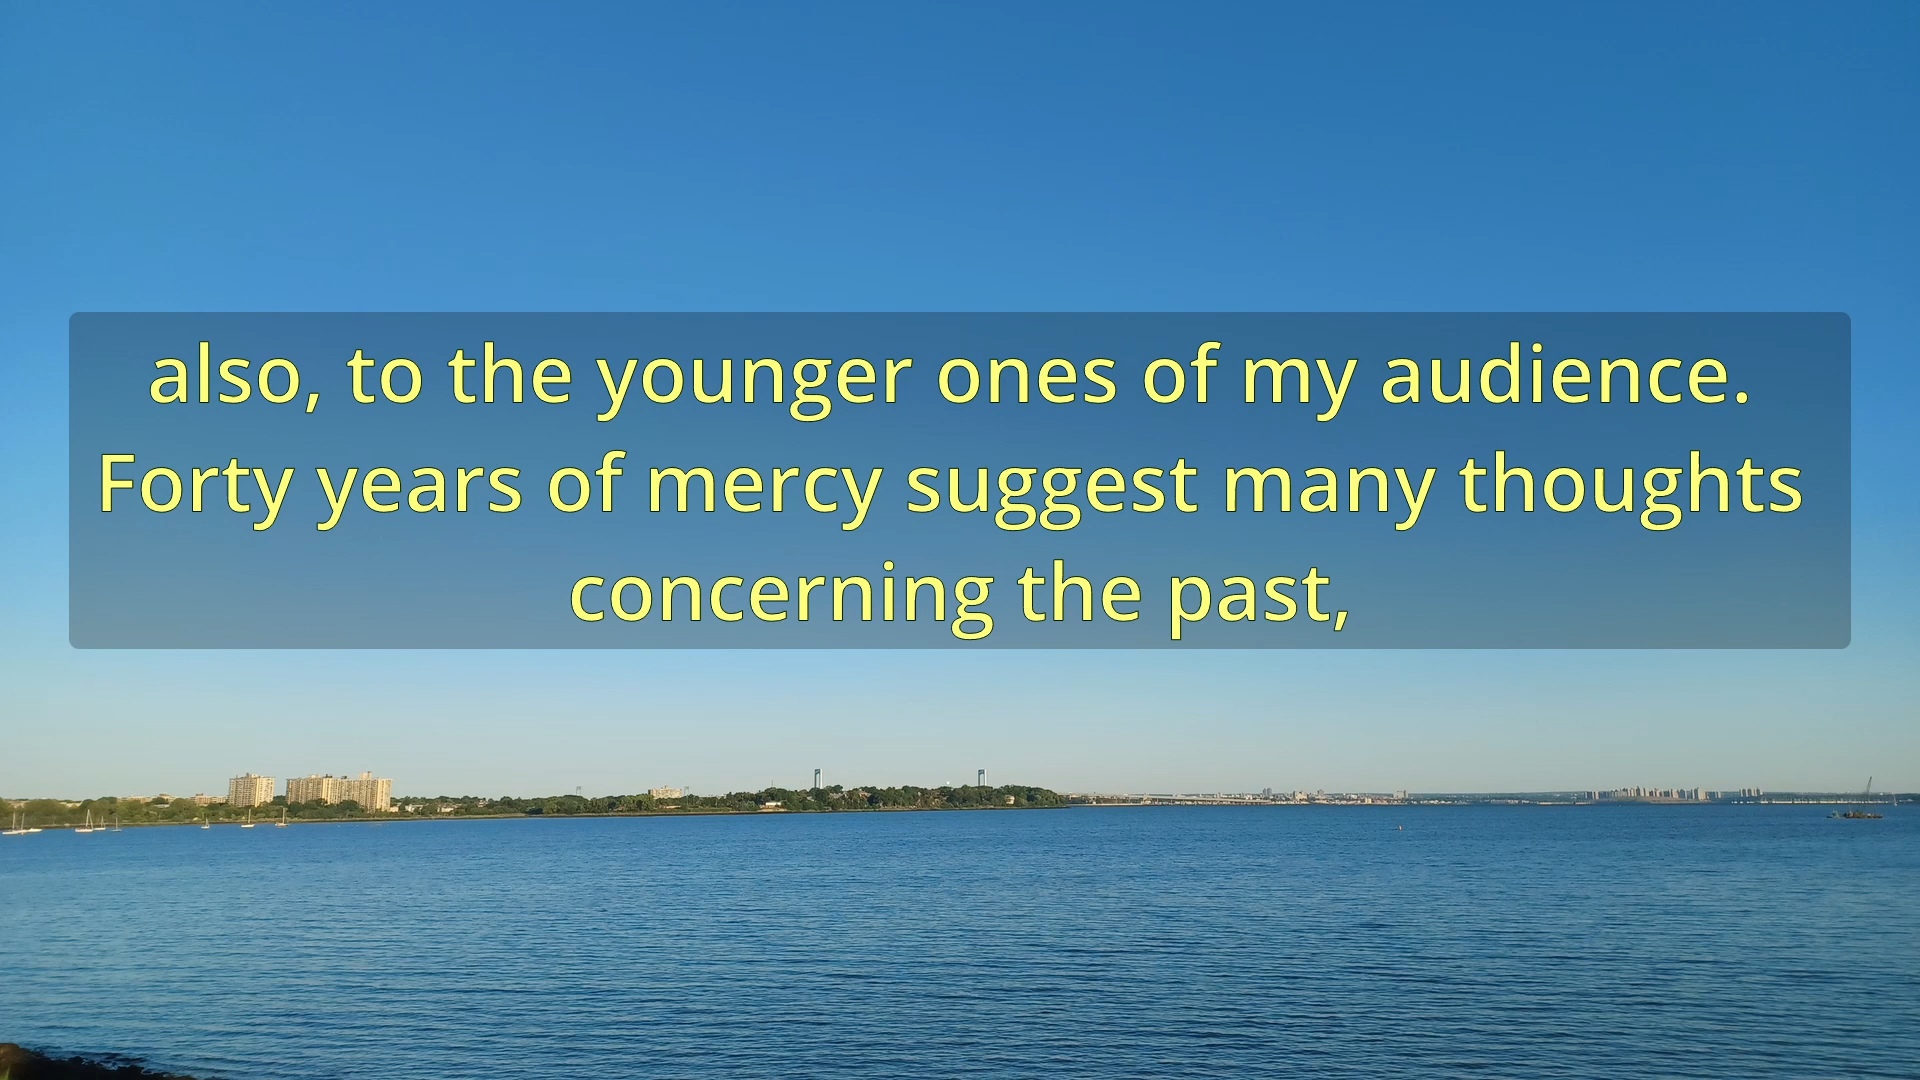 also, to the younger ones of my audience.
Forty years of mercy suggest many thoughts
concerning the past,